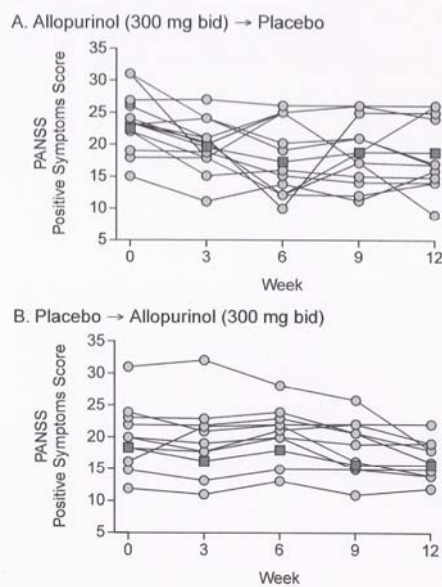 A. Allopurinol (300 mg bid) → Placebo
PANSS
Positive Symptoms Score
35
30
25
20
15
10
5
0 3 6 9 12
Week
B. Placebo → Allopurinol (300 mg bid)
PANSS
Positive Symptoms Score
35
30
25
20
15
10
5
0 3 6 9 12
Week